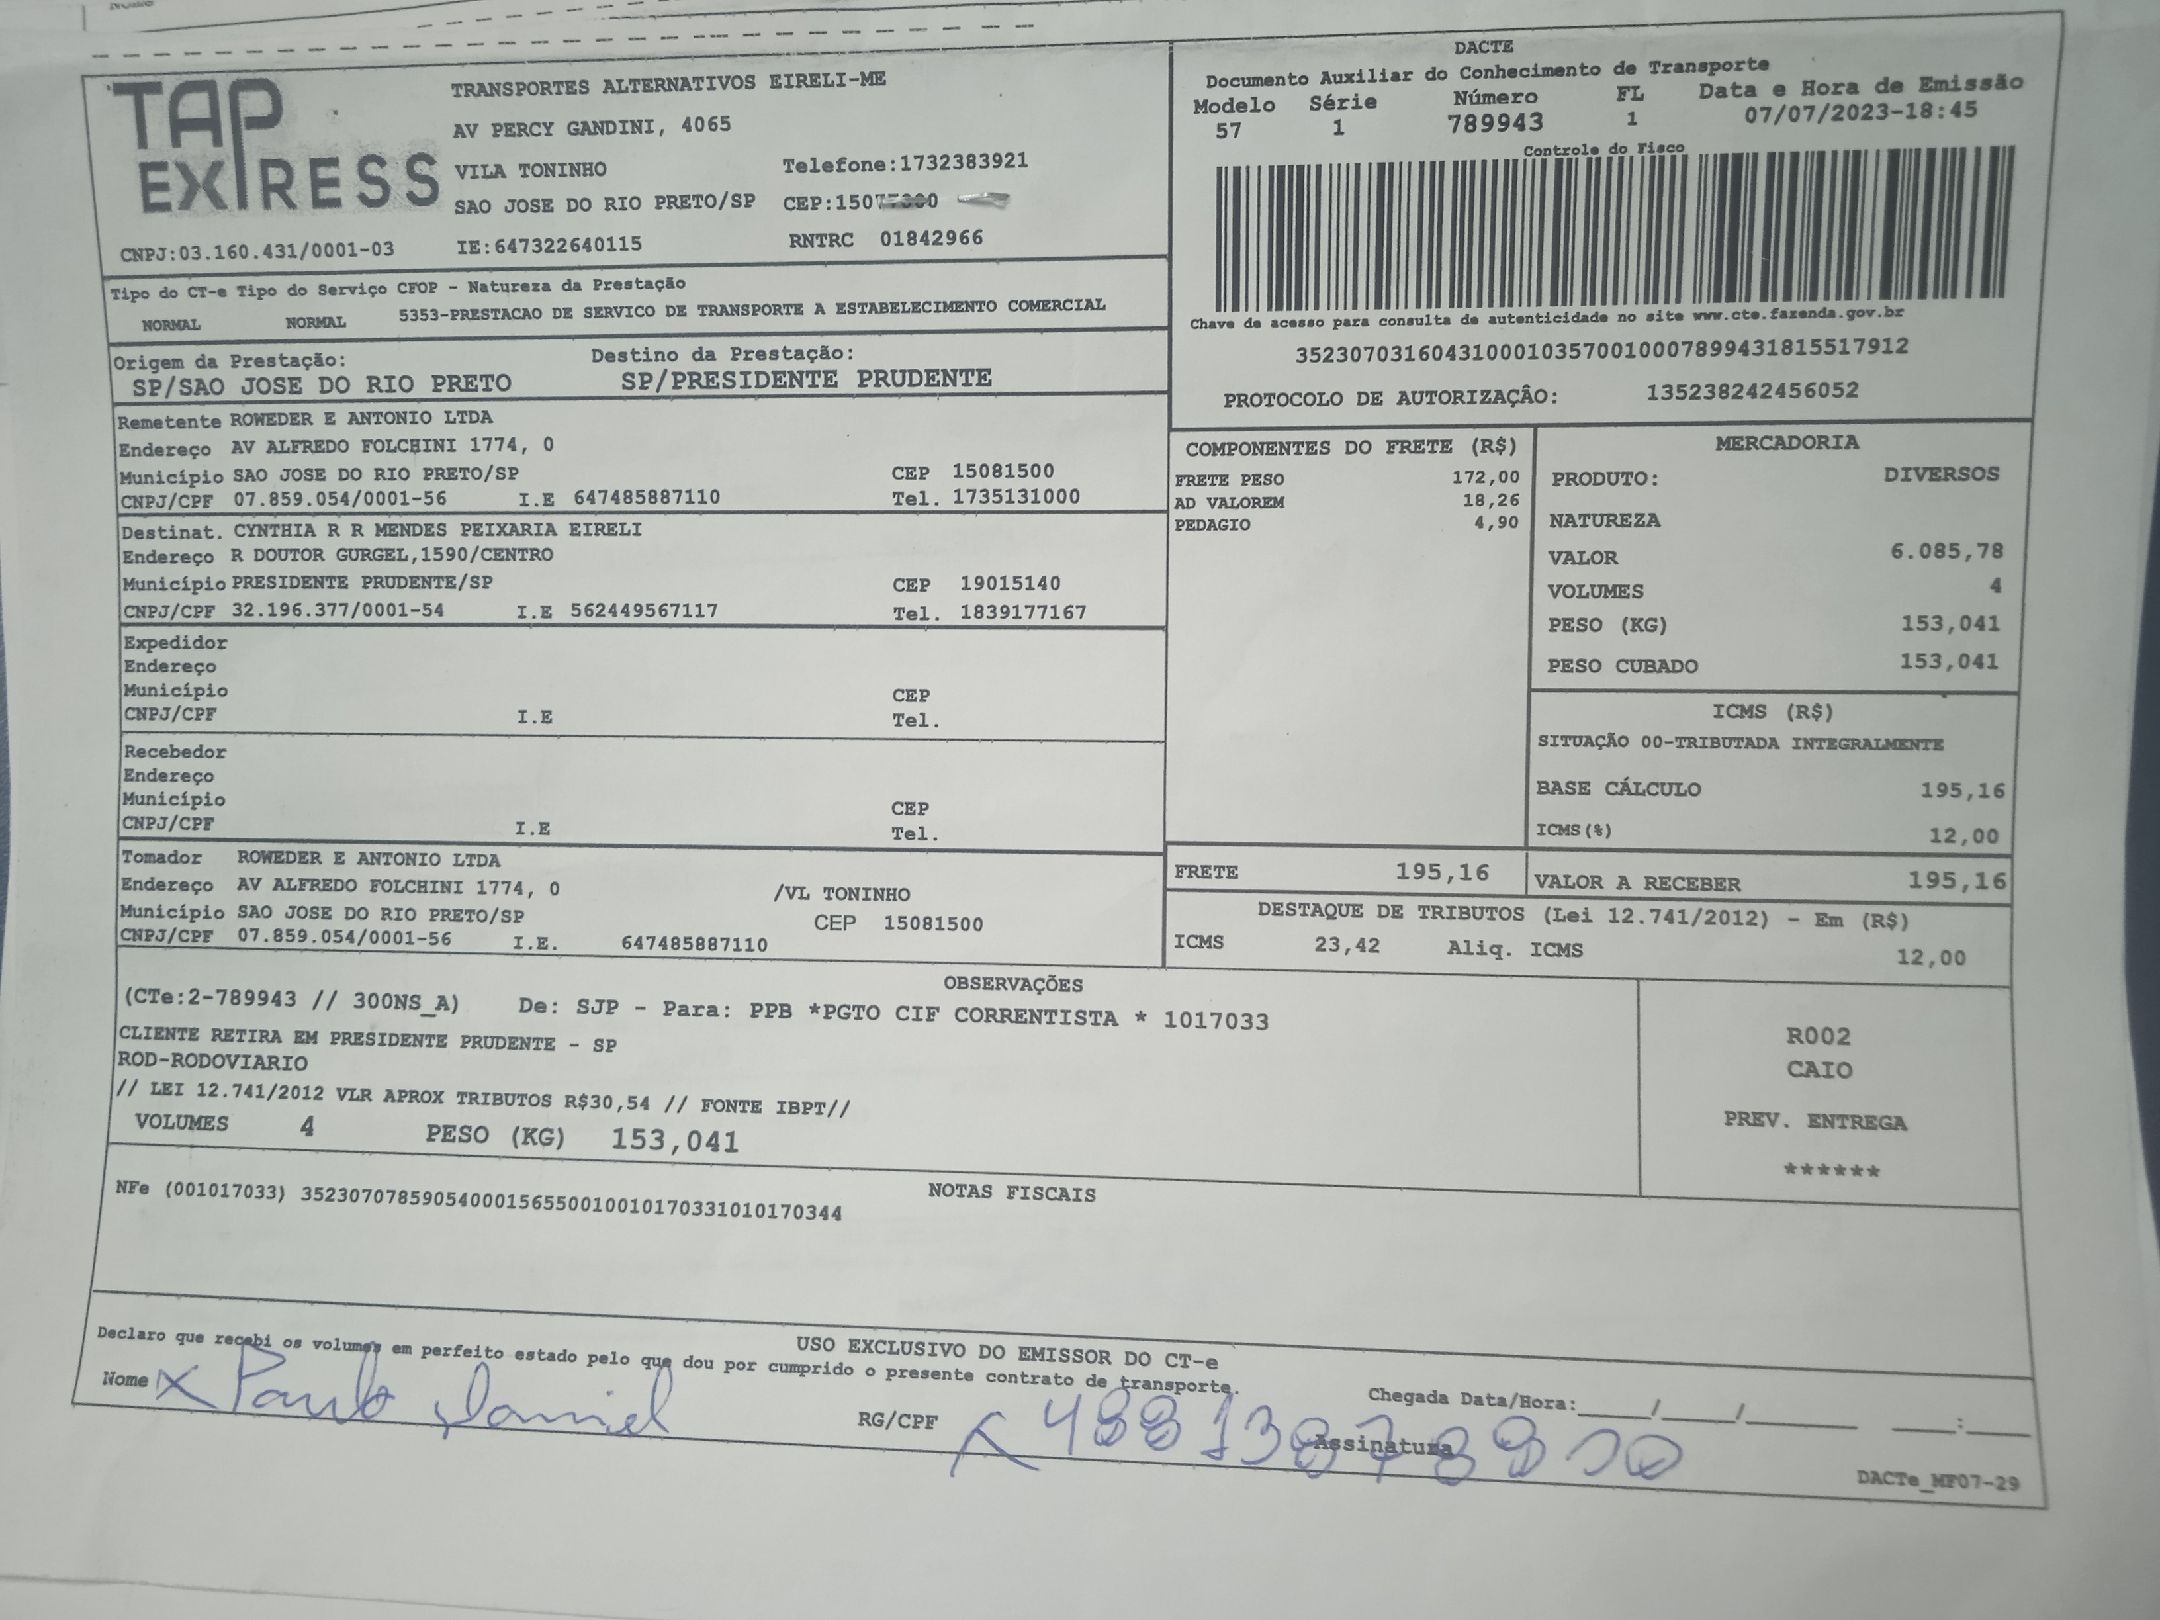 TAP
EXPRESS
TRANSPORTES ALTERNATIVOS EIRELI-ME
AV PERCY GANDINI, 4065
VILA TONINHO Telefone:1732383921
SAO JOSE DO RIO PRETO/SP CEP:
CNPJ:03.160.431/0001-03 IE:647322640115 RNTRC 01842966
DACTE
Documento Auxiliar do Conhecimento de Transporte
Modelo Série Número FL Data e Hora de Emissão
57 1 789943 1 07/07/2023-18:45
Controle do Fisco
Chave de acesso para consulta de autenticidade no site www.cte.fazenda.gov.br
35230703160431000103570010007899431815517912
PROTOCOLO DE AUTORIZAÇÂO: 135238242456052
Tipo do CT-e Tipo do Serviço CFOP - Natureza da Prestação
NORMAL NORMAL 5353-PRESTACAO DE SERVICO DE TRANSPORTE A ESTABELECIMENTO COMERCIAL
Origem da Prestação: Destino da Prestação:
SP/SAO JOSE DO RIO PRETO SP/PRESIDENTE PRUDENTE
Remetente ROWEDER E ANTONIO LTDA
Endereço AV ALFREDO FOLCHINI 1774, 0
Município SAO JOSE DO RIO PRETO/SP CEP 15081500
CNPJ/CPF 07.859.054/0001-56 I.E 647485887110 Tel. 1735131000
Destinat. CYNTHIA R R MENDES PEIXARIA EIRELI
Endereço R DOUTOR GURGEL,1590/CENTRO
Município PRESIDENTE PRUDENTE/SP CEP 19015140
CNPJ/CPF 32.196.377/0001-54 I.E 562449567117 Tel. 1839177167
Expedidor
Endereço
Município CEP
CNPJ/CPF I.E Tel.
Recebedor
Endereço
Município CEP
CNPJ/CPF I.E Tel.
Tomador ROWEDER E ANTONIO LTDA
Endereço AV ALFREDO FOLCHINI 1774, 0 /VL TONINHO
Município SAO JOSE DO RIO PRETO/SP CEP 15081500
CNPJ/CPF 07.859.054/0001-56 I.E. 647485887110
COMPONENTES DO FRETE (R$)
FRETE PESO 172,00
AD VALOREM 18,26
PEDAGIO 4,90
MERCADORIA
PRODUTO: DIVERSOS
NATUREZA
VALOR 6.085,78
VOLUMES 4
PESO (KG) 153,041
PESO CUBADO 153,041
ICMS (R$)
SITUAÇÃO 00-TRIBUTADA INTEGRALMENTE
BASE CÁLCULO 195,16
ICMS(%) 12,00
FRETE 195,16 VALOR A RECEBER 195,16
DESTAQUE DE TRIBUTOS (Lei 12.741/2012) - Em (R$)
ICMS 23,42 Aliq. ICMS 12,00
OBSERVAÇÕES
(CTe:2-789943 // 300NS_A) De: SJP - Para: PPB *PGTO CIF CORRENTISTA * 1017033
CLIENTE RETIRA EM PRESIDENTE PRUDENTE - SP
ROD-RODOVIARIO
// LEI 12.741/2012 VLR APROX TRIBUTOS R$30,54 // FONTE IBPT//
VOLUMES 4 PESO (KG) 153,041
R002
CAIO
PREV. ENTREGA
******
NOTAS FISCAIS
NFe (001017033) 35230707859054000156550010010170331010170344
USO EXCLUSIVO DO EMISSOR DO CT-e
Declaro que recebi os volumes em perfeito estado pelo que dou por cumprido o presente contrato de transporte.
Nome X Paulo Daniel RG/CPF X Chegada Data/Hora:____/____/______ ____:____
Assinatura
DACTe_MF07-29